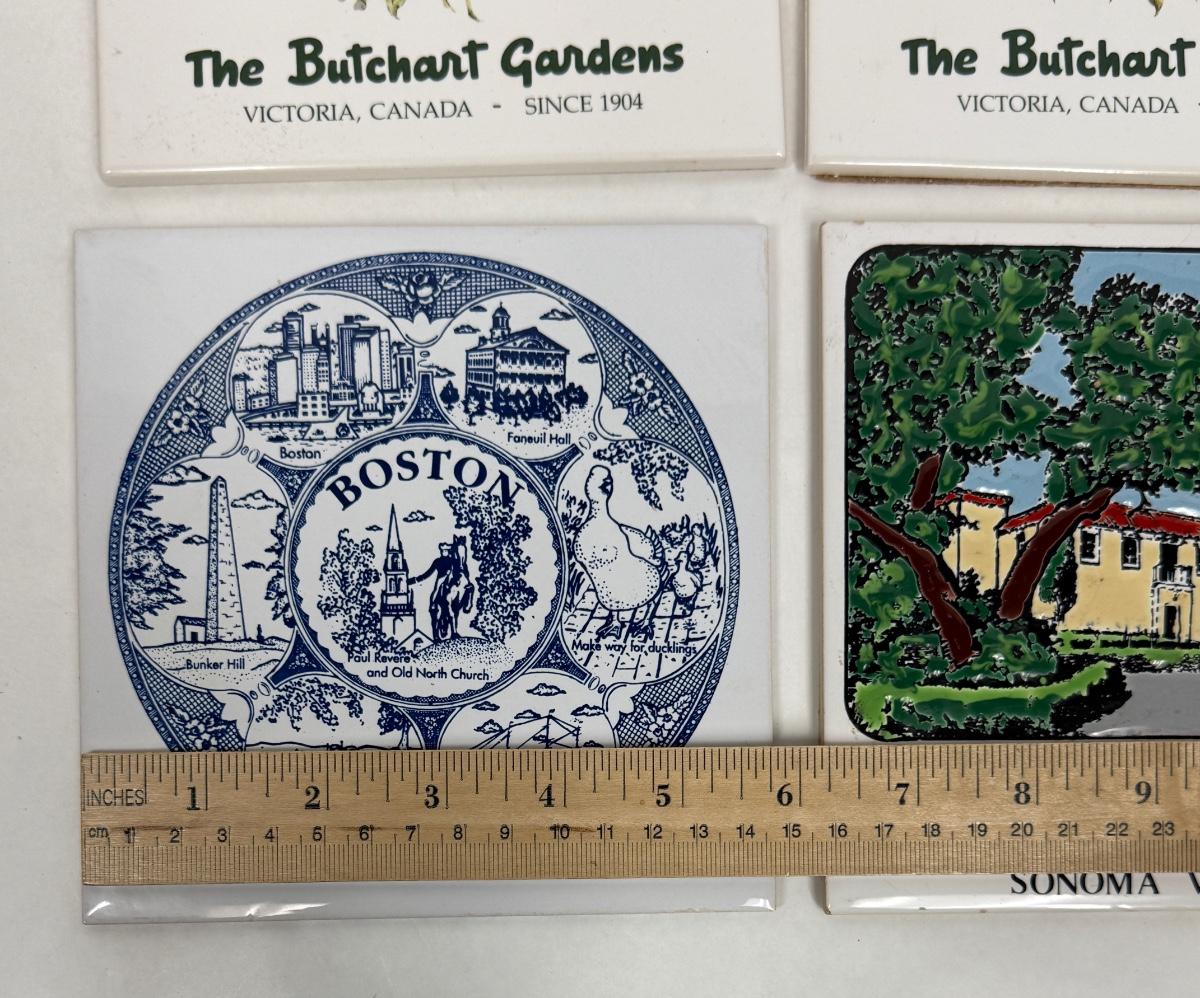 The Butchart Gardens
VICTORIA, CANADA - SINCE 1904
The Butchart
VICTORIA, CANADA
Boston
Faneuil Hall
BOSTON
Bunker Hill
Paul Revere
and Old North Church
Make way for ducklings
INCHES 1 2 3 4 5 6 7 8 9
cm 1 2 3 4 5 6 7 8 9 10 11 12 13 14 15 16 17 18 19 20 21 22 23
SONOMA V